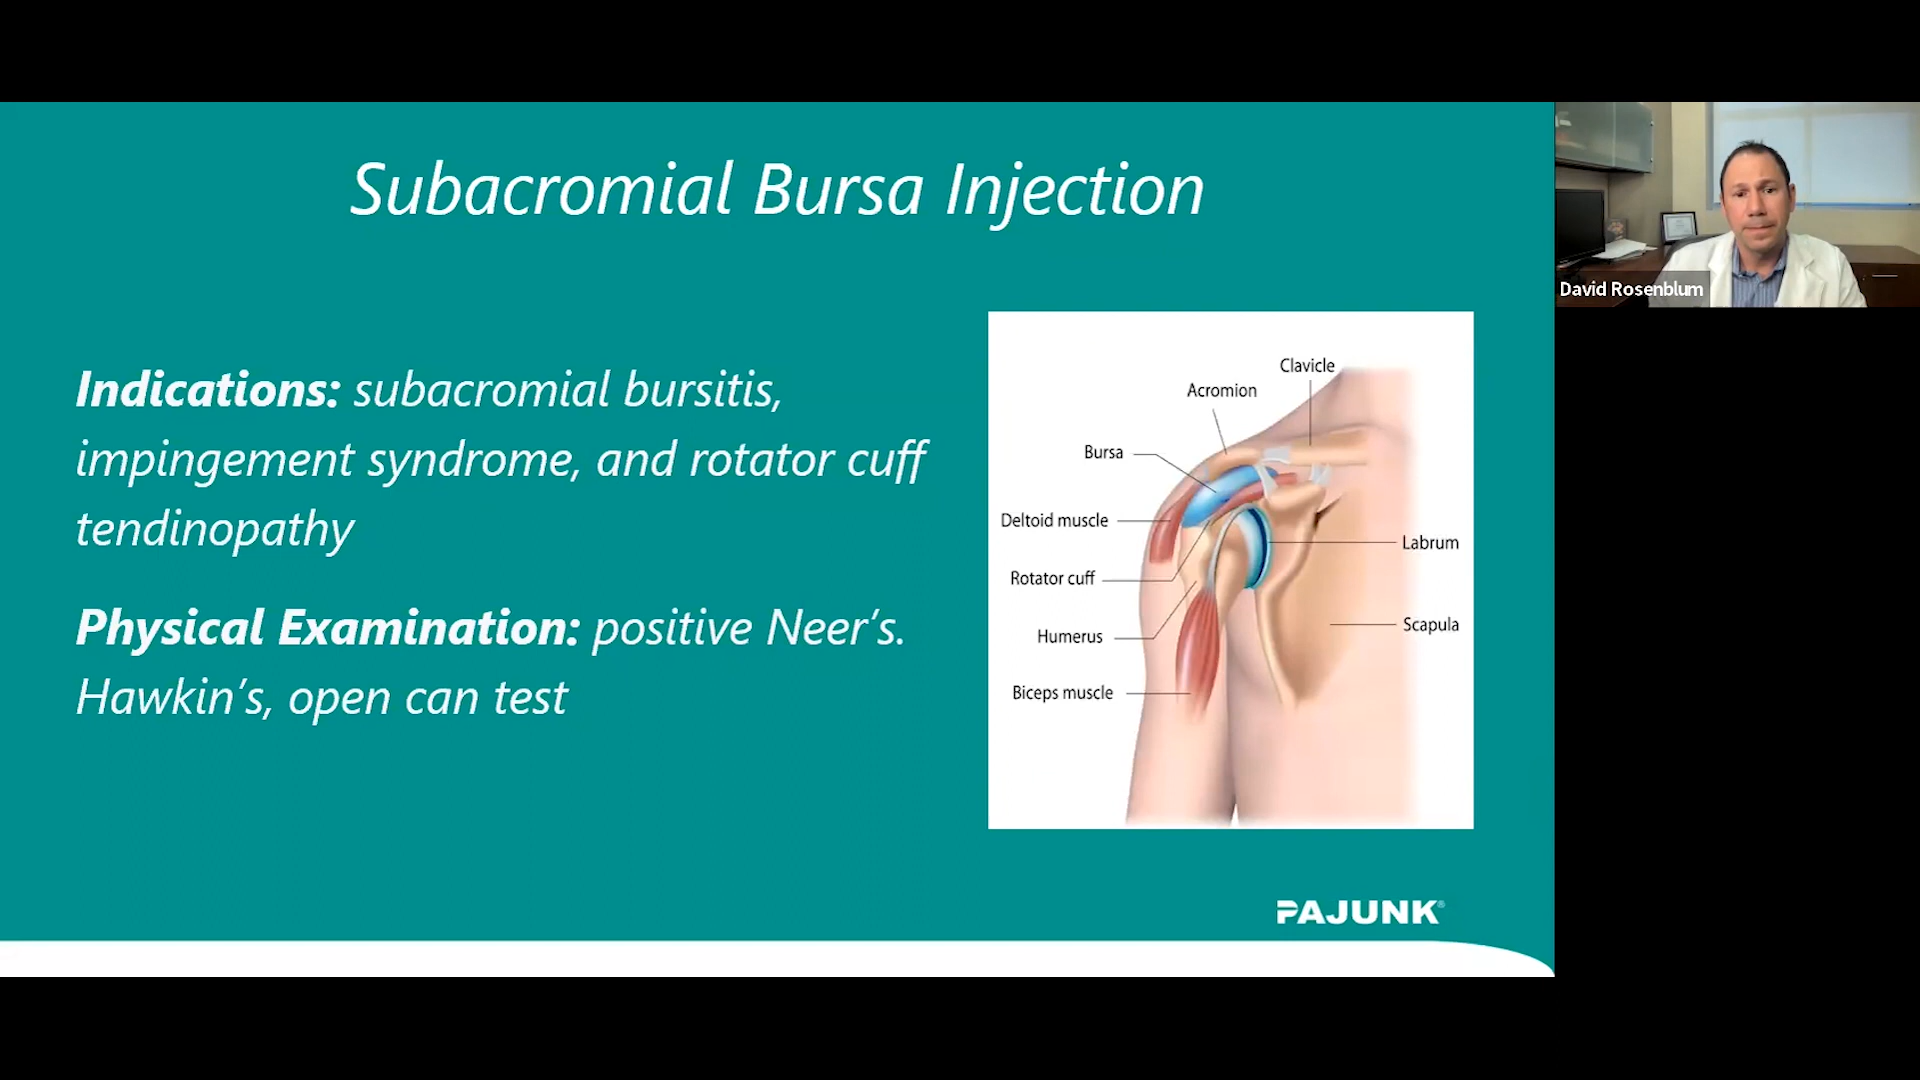 Subacromial Bursa Injection
David Rosenblum
Indications: subacromial bursitis,
impingement syndrome, and rotator cuff
tendinopathy
Physical Examination: positive Neer’s.
Hawkin’s, open can test
Clavicle
Acromion
Bursa
Deltoid muscle
Labrum
Rotator cuff
Scapula
Humerus
Biceps muscle
PAJUNK®